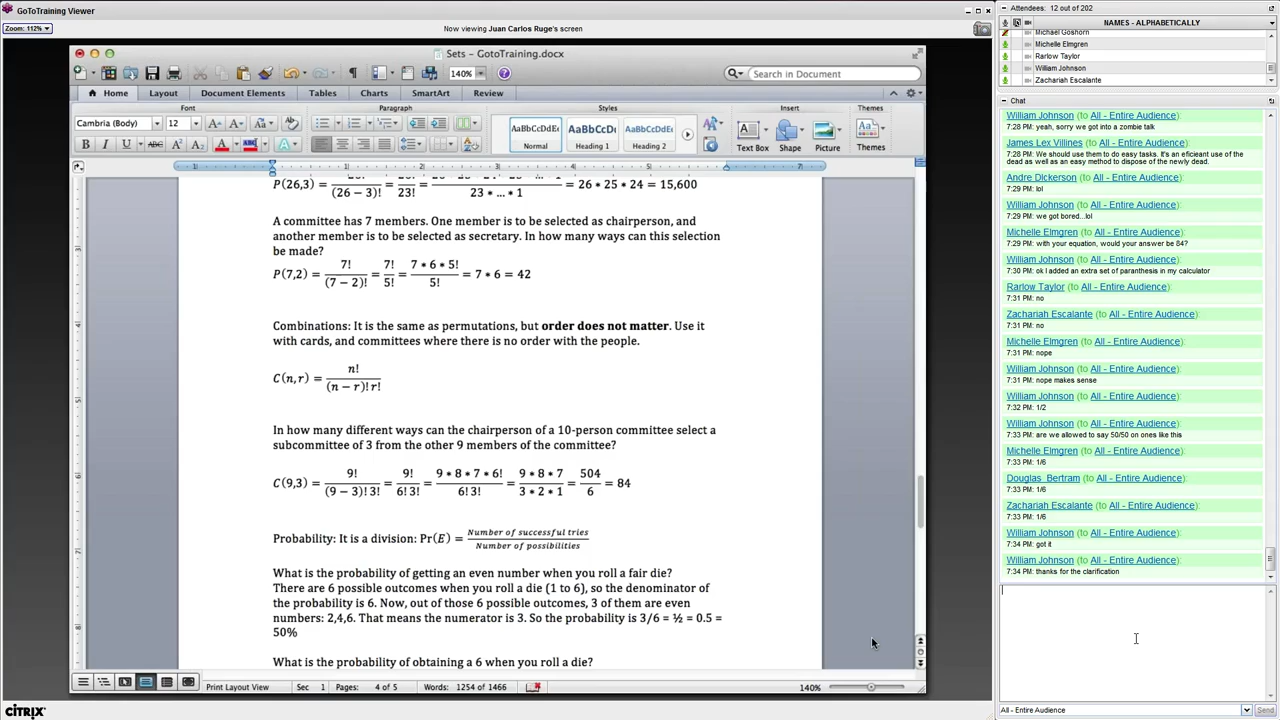 GoToTraining Viewer
Zoom: 112%
Now viewing Juan Carlos Ruge's screen
Sets – GotoTraining.docx
140%
Search in Document
Home Layout Document Elements Tables Charts SmartArt Review
Font Paragraph Styles Insert Themes
Cambria (Body) 12
AaBbCcDdEe AaBbCcD AaBbCcDdE
Normal Heading 1 Heading 2
Text Box Shape Picture Themes
P(26,3) = /(26 − 3)! = /23! = /23 * ... * 1 = 26 * 25 * 24 = 15,600
A committee has 7 members. One member is to be selected as chairperson, and
another member is to be selected as secretary. In how many ways can this selection
be made?
P(7,2) = 7!/(7 − 2)! = 7!/5! = 7 * 6 * 5!/5! = 7 * 6 = 42
Combinations: It is the same as permutations, but order does not matter. Use it
with cards, and committees where there is no order with the people.
C(n,r) = n!/(n − r)! r!
In how many different ways can the chairperson of a 10-person committee select a
subcommittee of 3 from the other 9 members of the committee?
C(9,3) = 9!/(9 − 3)! 3! = 9!/6! 3! = 9 * 8 * 7 * 6!/6! 3! = 9 * 8 * 7/3 * 2 * 1 = 504/6 = 84
Probability: It is a division: Pr(E) = Number of successful tries/Number of possibilities
What is the probability of getting an even number when you roll a fair die?
There are 6 possible outcomes when you roll a die (1 to 6), so the denominator of
the probability is 6. Now, out of those 6 possible outcomes, 3 of them are even
numbers: 2,4,6. That means the numerator is 3. So the probability is 3/6 = ½ = 0.5 =
50%
What is the probability of obtaining a 6 when you roll a die?
Print Layout View Sec 1 Pages: 4 of 5 Words: 1254 of 1466 140%
CITRIX
Attendees: 12 out of 202
NAMES - ALPHABETICALLY
Michael Goshorn
Michelle Elmgren
Rarlow Taylor
William Johnson
Zachariah Escalante
Chat
William Johnson (to All - Entire Audience):
7:28 PM: yeah, sorry we got into a zombie talk
James Lex Villines (to All - Entire Audience):
7:28 PM: We should use them to do easy tasks. It's an eficient use of the
dead as well as an easy method to dispose of the newly dead.
Andre Dickerson (to All - Entire Audience):
7:29 PM: lol
William Johnson (to All - Entire Audience):
7:29 PM: we got bored...lol
Michelle Elmgren (to All - Entire Audience):
7:29 PM: with your equation, would your answer be 84?
William Johnson (to All - Entire Audience):
7:30 PM: ok I added an extra set of paranthesis in my calculator
Rarlow Taylor (to All - Entire Audience):
7:31 PM: no
Zachariah Escalante (to All - Entire Audience):
7:31 PM: no
Michelle Elmgren (to All - Entire Audience):
7:31 PM: nope
William Johnson (to All - Entire Audience):
7:31 PM: nope makes sense
William Johnson (to All - Entire Audience):
7:32 PM: 1/2
William Johnson (to All - Entire Audience):
7:33 PM: are we allowed to say 50/50 on ones like this
Michelle Elmgren (to All - Entire Audience):
7:33 PM: 1/6
Douglas Bertram (to All - Entire Audience):
7:33 PM: 1/6
Zachariah Escalante (to All - Entire Audience):
7:33 PM: 1/6
William Johnson (to All - Entire Audience):
7:34 PM: got it
William Johnson (to All - Entire Audience):
7:34 PM: thanks for the clarification
All - Entire Audience
Send